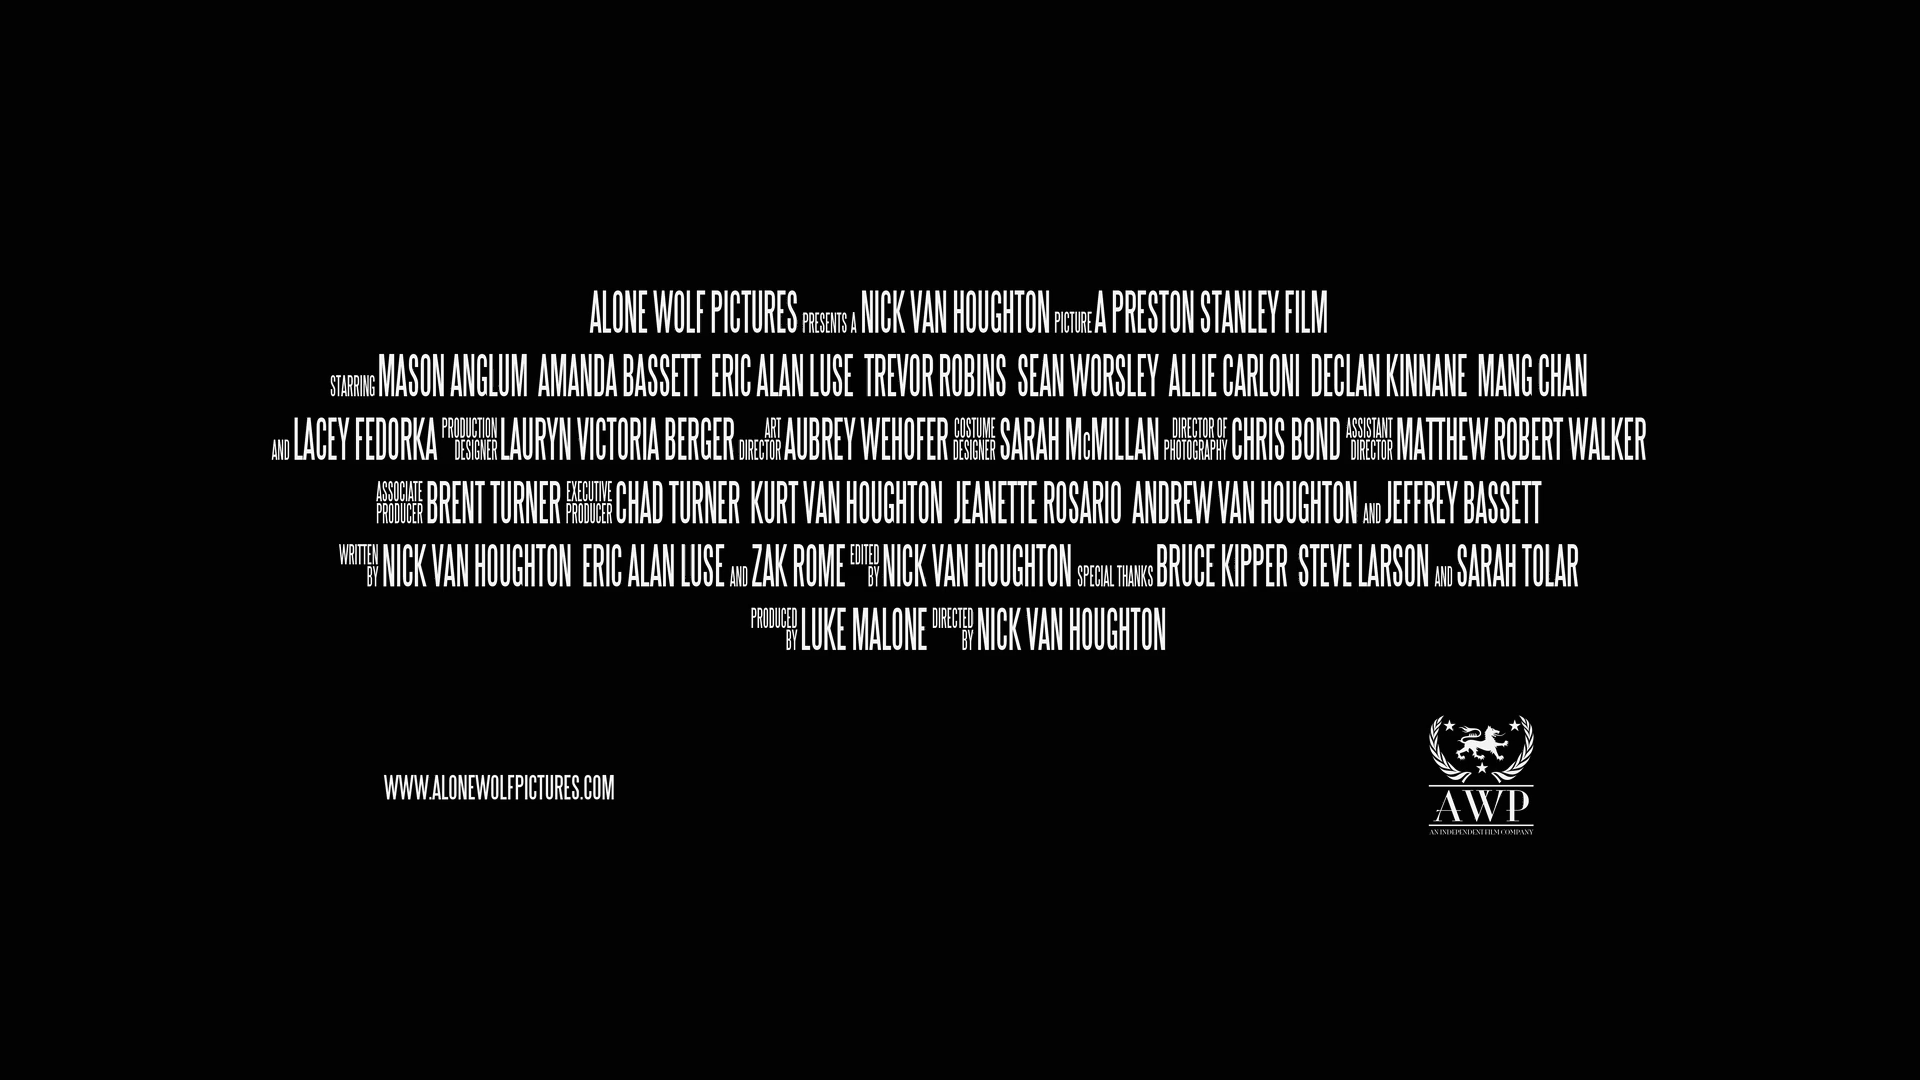 ALONE WOLF PICTURES PRESENTS A NICK VAN HOUGHTON PICTURE A PRESTON STANLEY FILM
STARRING MASON ANGLUM AMANDA BASSETT ERIC ALAN LUSE TREVOR ROBINS SEAN WORSLEY ALLIE CARLONI DECLAN KINNANE MANG CHAN
AND LACEY FEDORKA PRODUCTION DESIGNER LAURYN VICTORIA BERGER ART DIRECTOR AUBREY WEHOFER COSTUME DESIGNER SARAH McMILLAN DIRECTOR OF PHOTOGRAPHY CHRIS BOND ASSISTANT DIRECTOR MATTHEW ROBERT WALKER
ASSOCIATE PRODUCER BRENT TURNER EXECUTIVE PRODUCER CHAD TURNER KURT VAN HOUGHTON JEANETTE ROSARIO ANDREW VAN HOUGHTON AND JEFFREY BASSETT
WRITTEN BY NICK VAN HOUGHTON ERIC ALAN LUSE AND ZAK ROME EDITED BY NICK VAN HOUGHTON SPECIAL THANKS BRUCE KIPPER STEVE LARSON AND SARAH TOLAR
PRODUCED BY LUKE MALONE DIRECTED BY NICK VAN HOUGHTON
WWW.ALONEWOLFPICTURES.COM
AWP
AN INDEPENDENT FILM COMPANY